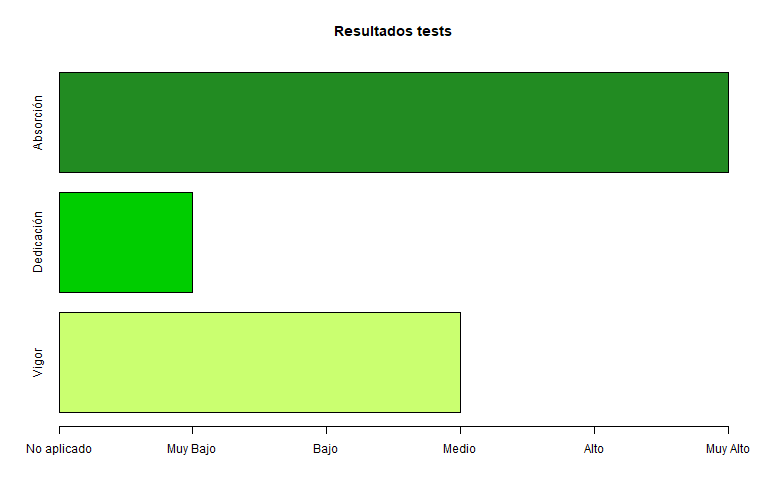 Resultados tests
Absorción
Dedicación
Vigor
No aplicado Muy Bajo Bajo Medio Alto Muy Alto